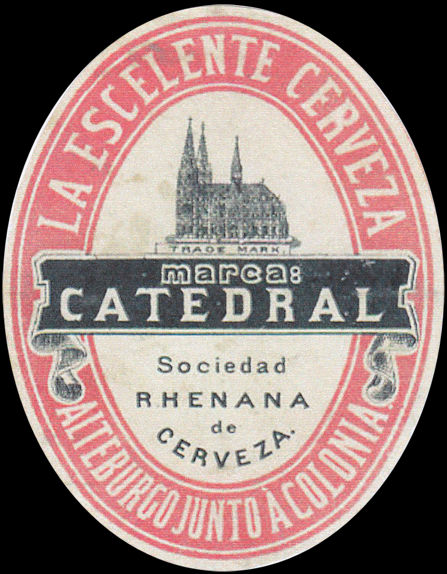 LA ESCELENTE CERVEZA
TRADE MARK
marca:
CATEDRAL
Sociedad
RHENANA
de
CERVEZA.
ALTEBURGO JUNTO À COLONIA